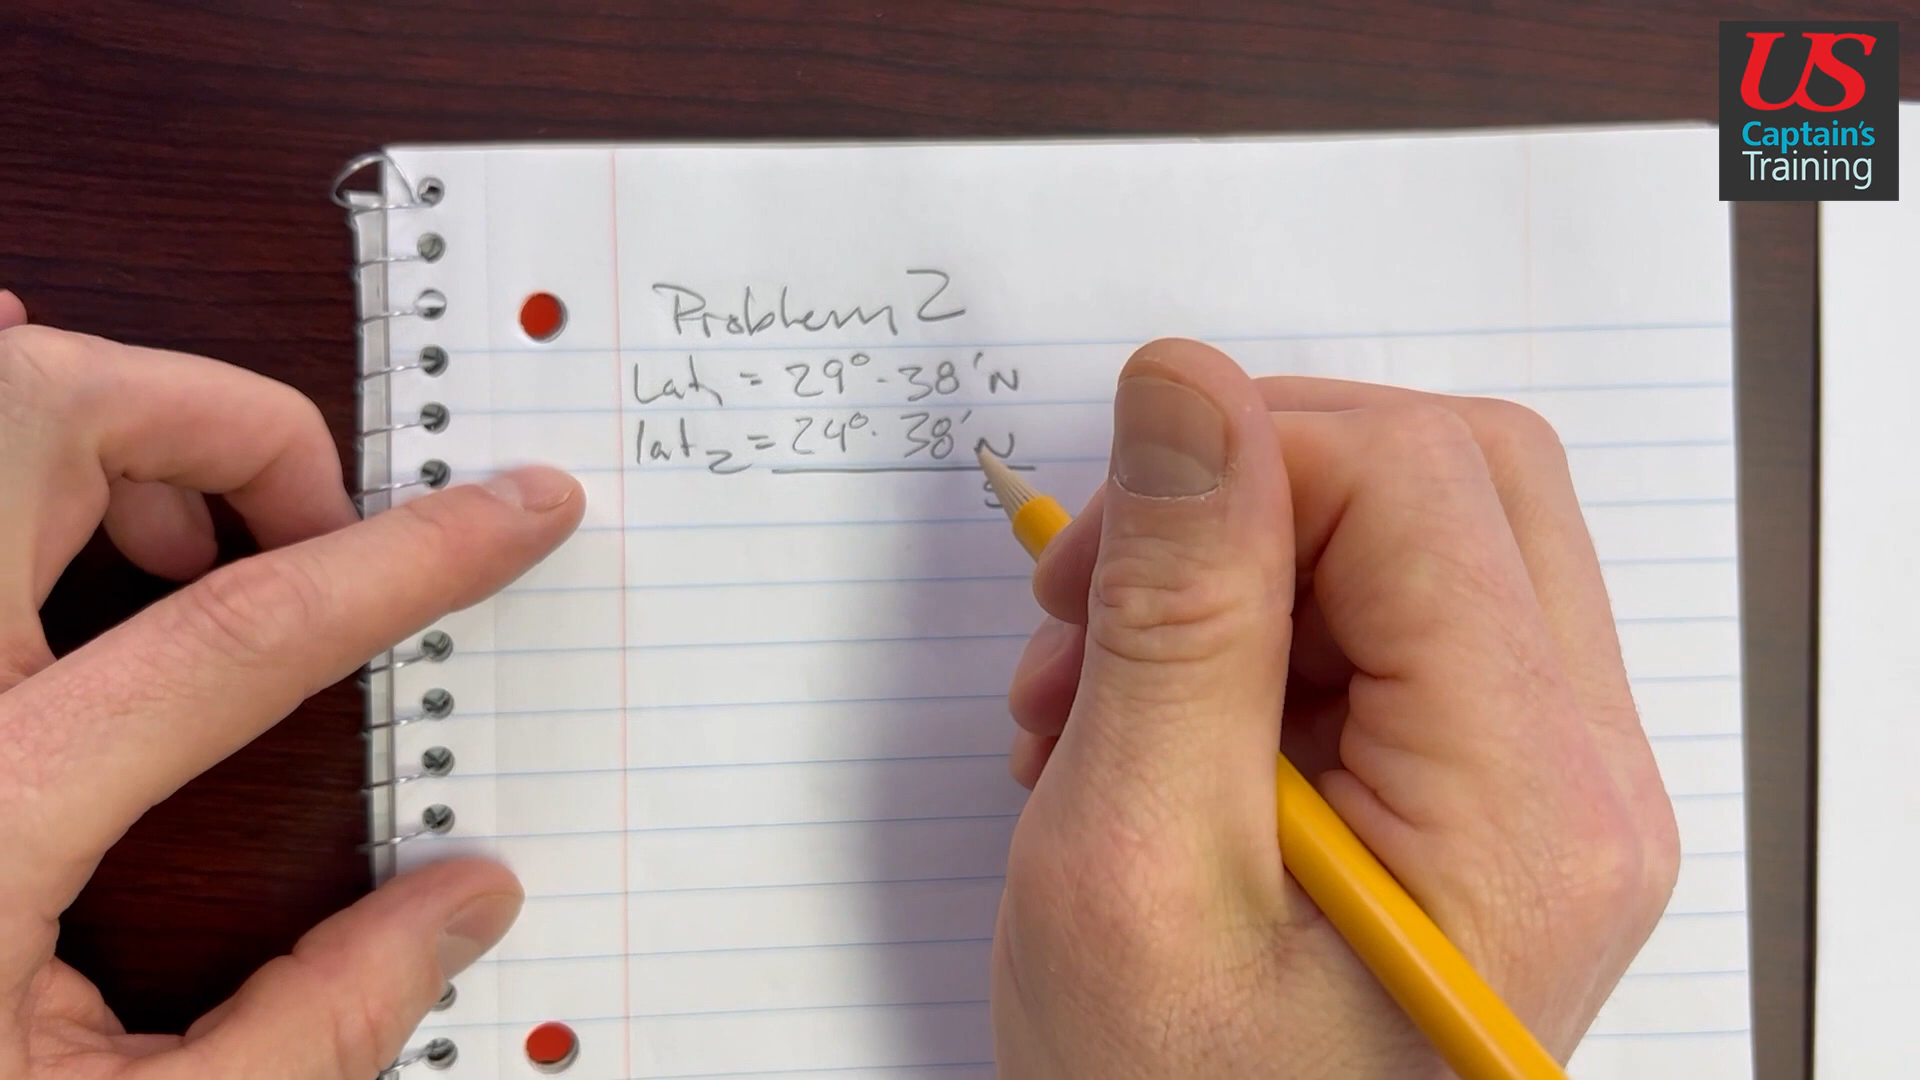 US
Captain's
Training
Problem 2
Lat₁ = 29°-38'N
lat₂ = 24°-38'N
S